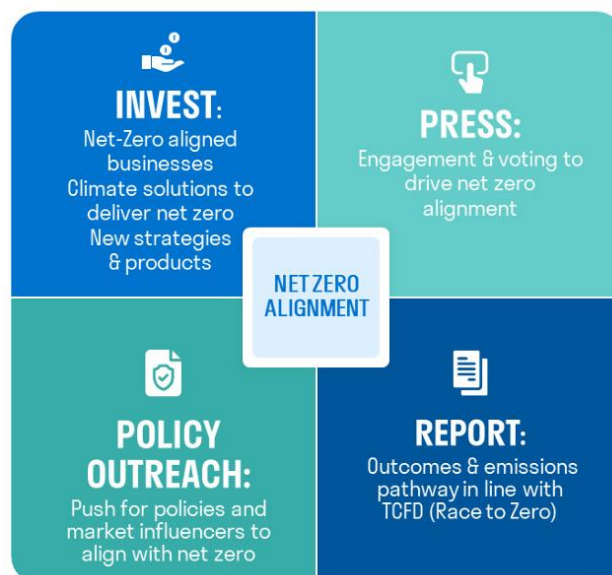 INVEST:
Net-Zero aligned
businesses
Climate solutions to
deliver net zero
New strategies
& products
PRESS:
Engagement & voting to
drive net zero
alignment
NET ZERO
ALIGNMENT
POLICY
OUTREACH:
Push for policies and
market influencers to
align with net zero
REPORT:
Outcomes & emissions
pathway in line with
TCFD (Race to Zero)